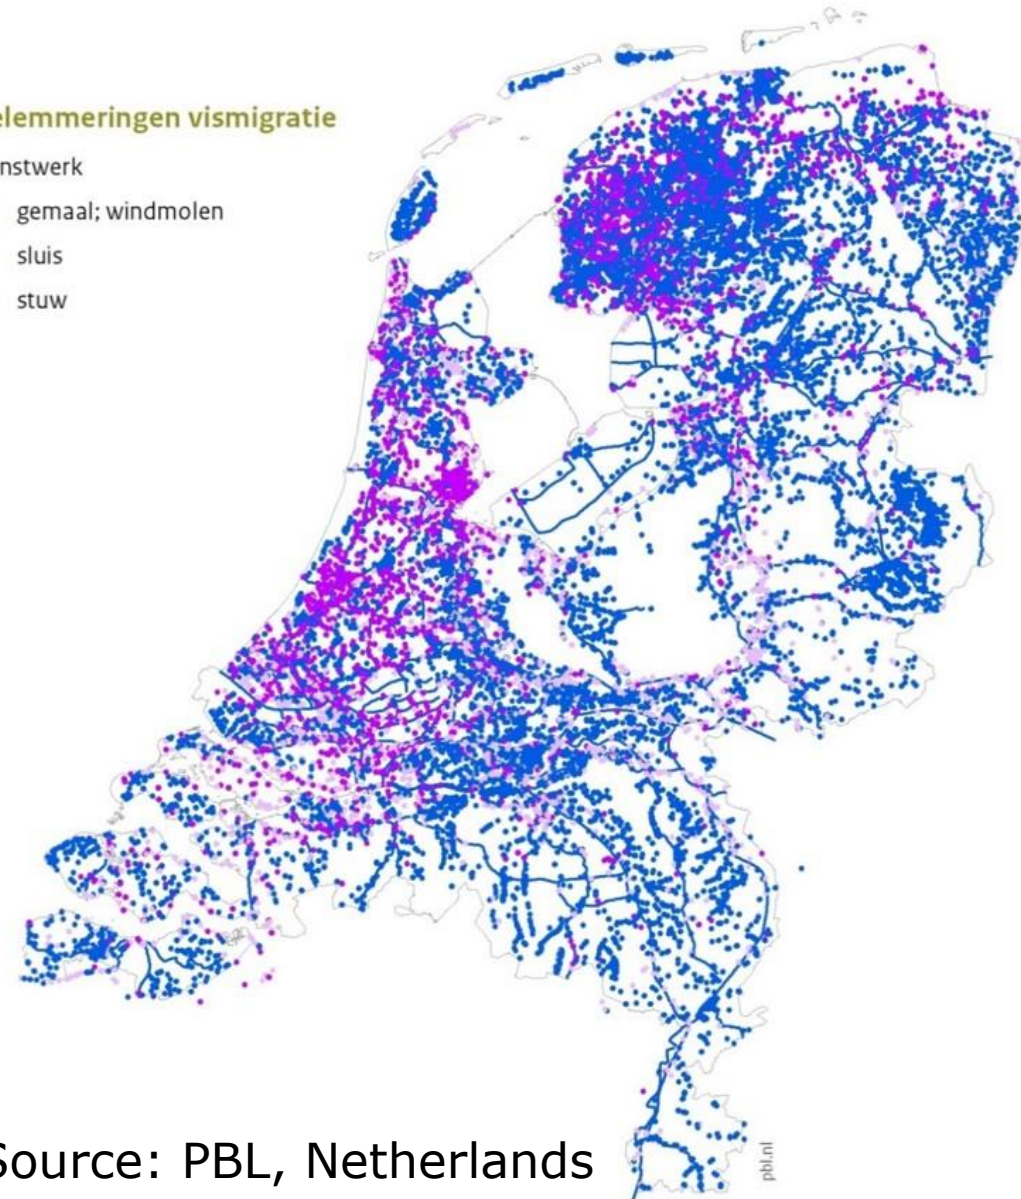 elemmeringen vismigratie
nstwerk
gemaal; windmolen
sluis
stuw
Source: PBL, Netherlands
pbl.nl